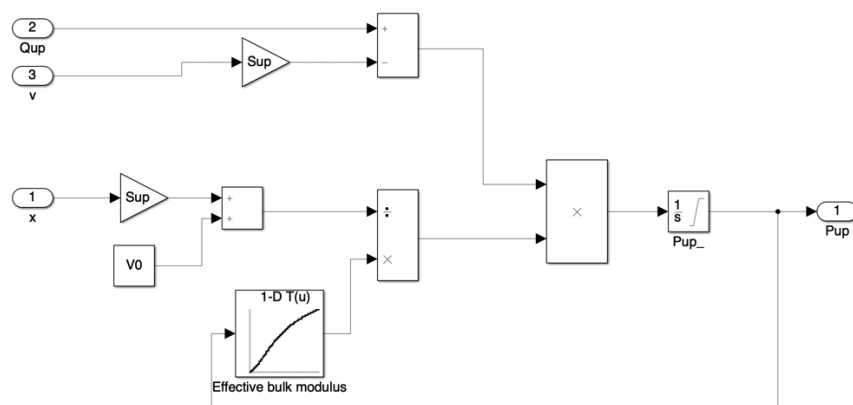 2
Qup
+
−
3
v
Sup
1
x
Sup
+
+
V0
÷
×
×
1
s
Pup_
1
Pup
1-D T(u)
Effective bulk modulus